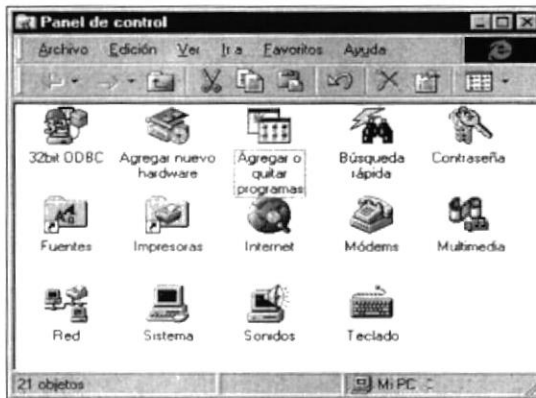 Panel de control
Archivo Edición Ver Ir a Favoritos Ayuda
32bit ODBC
Agregar nuevo
hardware
Agregar o
quitar
programas
Búsqueda
rápida
Contraseña
Fuentes
Impresoras
Internet
Módems
Multimedia
Red
Sistema
Sonidos
Teclado
21 objetos
Mi PC